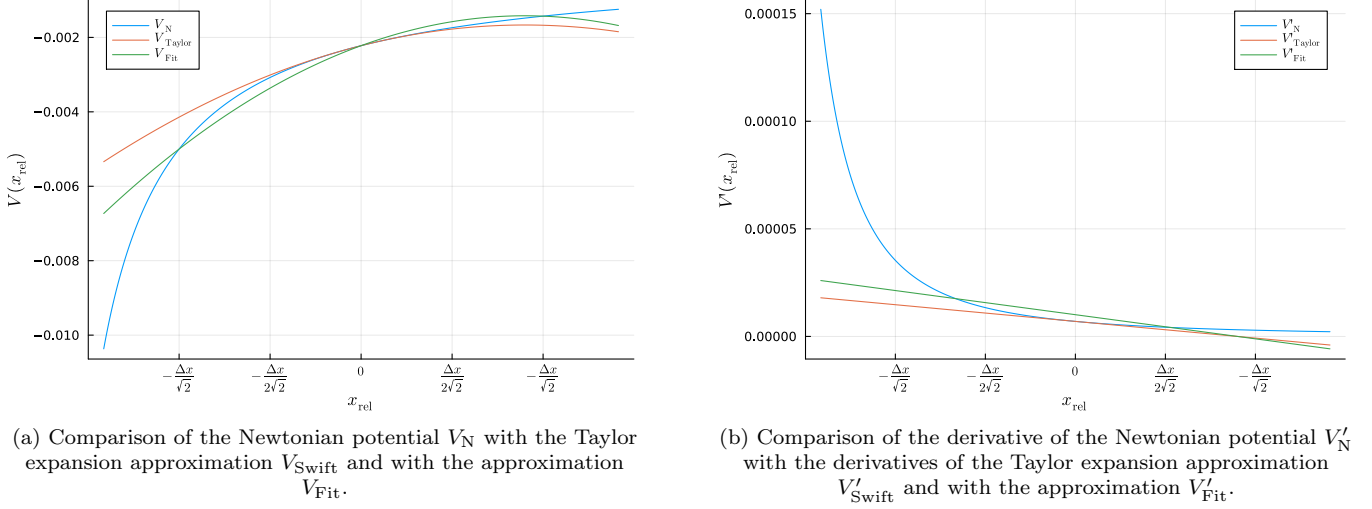 V_N
V_Taylor
V_Fit
−0.002
−0.004
−0.006
−0.008
−0.010
V(x_rel)
−Δx/√2
−Δx/2√2
0
Δx/2√2
−Δx/√2
x_rel
(a) Comparison of the Newtonian potential V_N with the Taylor
expansion approximation V_Swift and with the approximation
V_Fit.
V'_N
V'_Taylor
V'_Fit
0.00015
0.00010
0.00005
0.00000
V'(x_rel)
−Δx/√2
−Δx/2√2
0
Δx/2√2
−Δx/√2
x_rel
(b) Comparison of the derivative of the Newtonian potential V′_N
with the derivatives of the Taylor expansion approximation
V′_Swift and with the approximation V′_Fit.